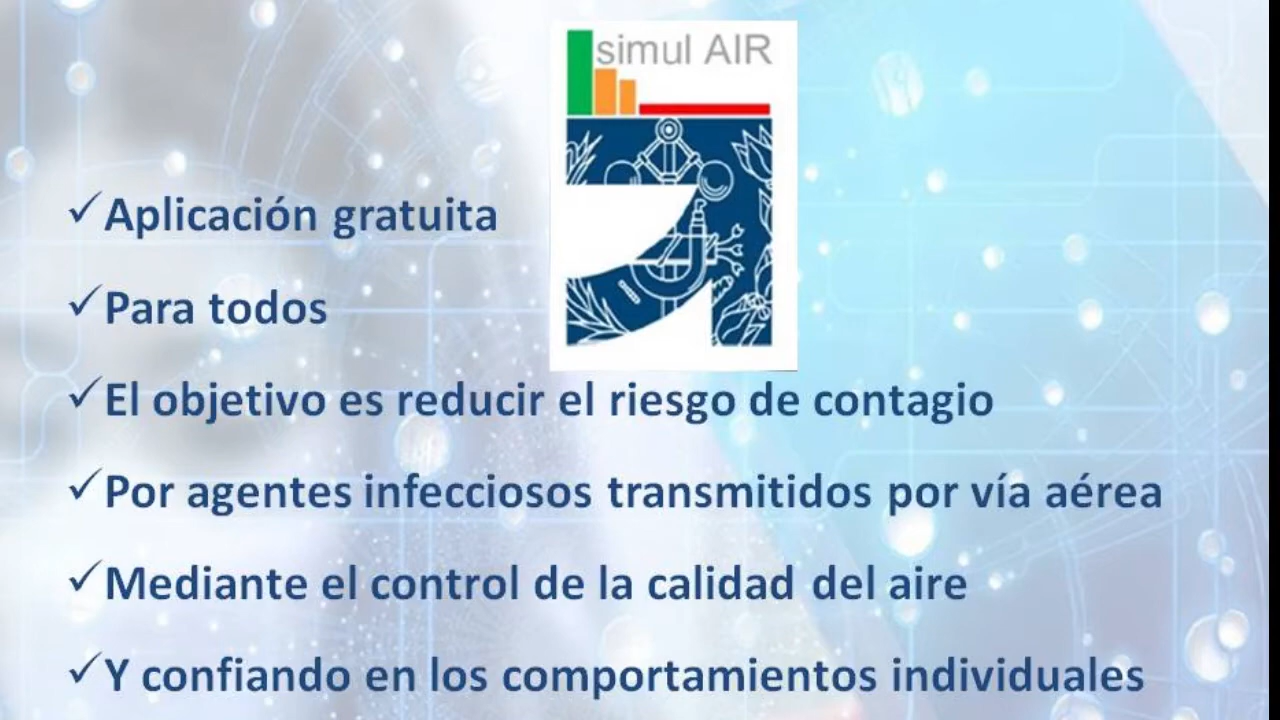 simul AIR
Aplicación gratuita
Para todos
El objetivo es reducir el riesgo de contagio
Por agentes infecciosos transmitidos por vía aérea
Mediante el control de la calidad del aire
Y confiando en los comportamientos individuales